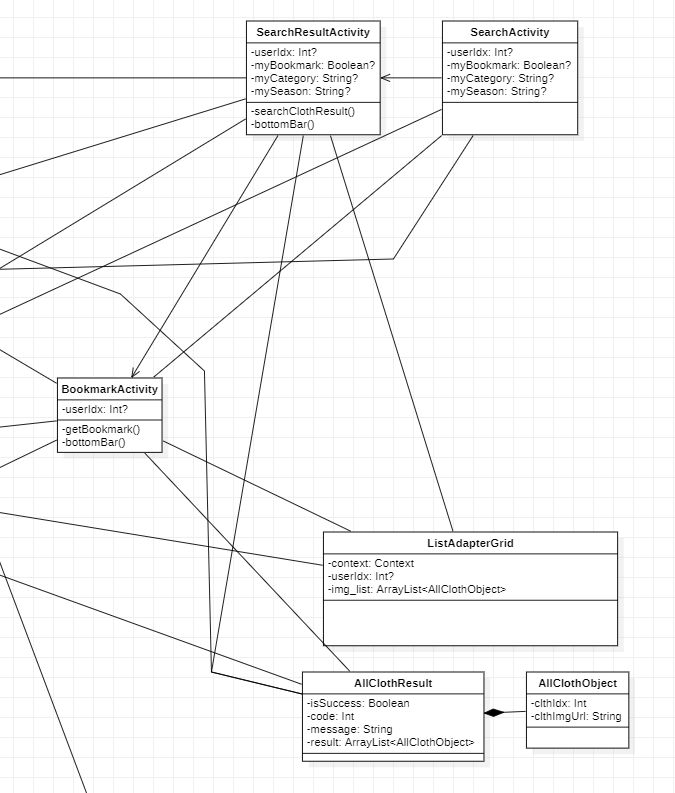 SearchResultActivity
-userIdx: Int?
-myBookmark: Boolean?
-myCategory: String?
-mySeason: String?
-searchClothResult()
-bottomBar()
SearchActivity
-userIdx: Int?
-myBookmark: Boolean?
-myCategory: String?
-mySeason: String?
BookmarkActivity
-userIdx: Int?
-getBookmark()
-bottomBar()
ListAdapterGrid
-context: Context
-userIdx: Int?
-img_list: ArrayList<AllClothObject>
AllClothResult
-isSuccess: Boolean
-code: Int
-message: String
-result: ArrayList<AllClothObject>
AllClothObject
-clthIdx: Int
-clthImgUrl: String